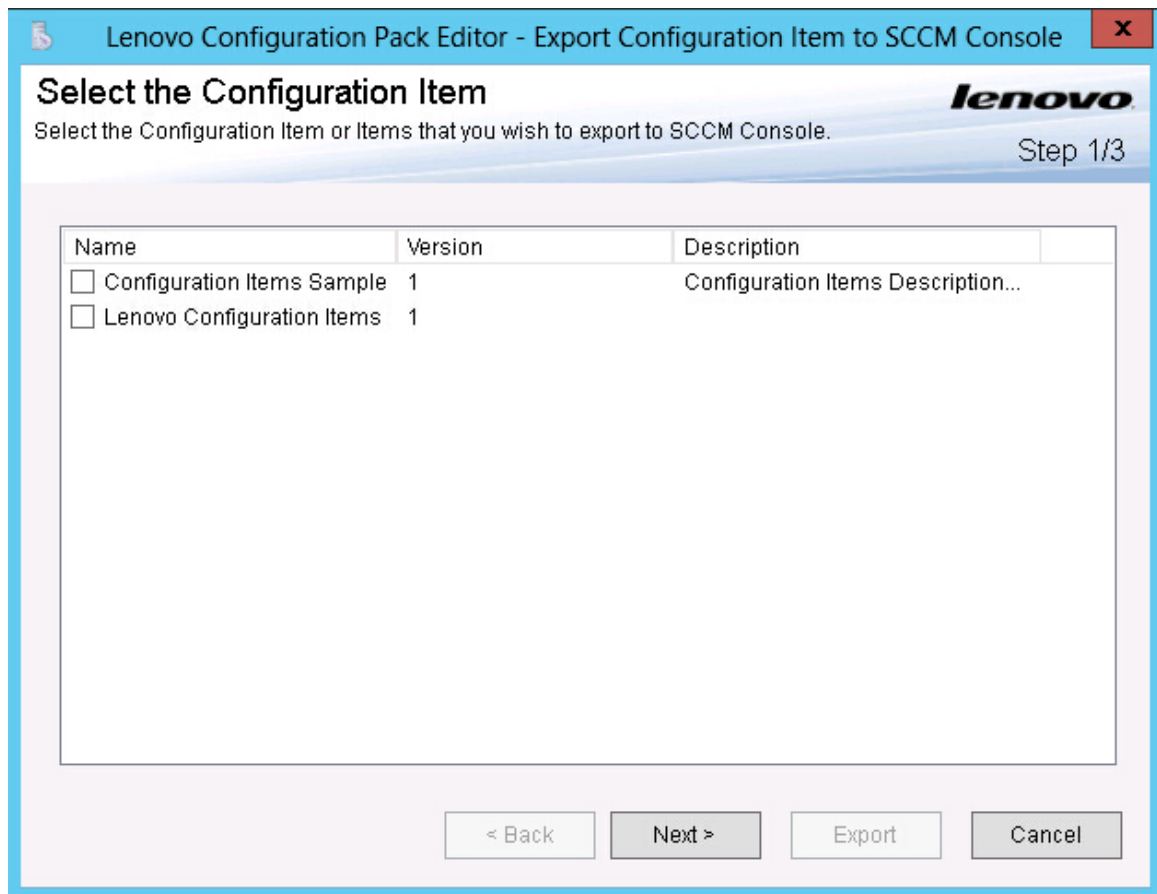 Lenovo Configuration Pack Editor - Export Configuration Item to SCCM Console
x
Select the Configuration Item
lenovo
Select the Configuration Item or Items that you wish to export to SCCM Console.
Step 1/3
Name Version Description
Configuration Items Sample 1 Configuration Items Description...
Lenovo Configuration Items 1
< Back Next > Export Cancel